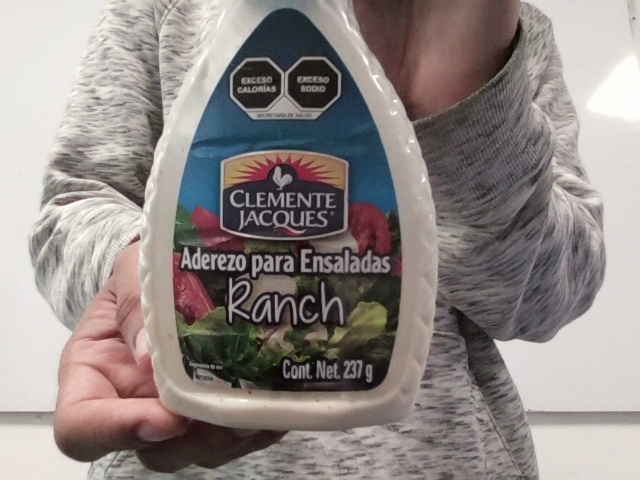 EXCESO
CALORÍAS
EXCESO
SODIO
SECRETARÍA DE SALUD
CLEMENTE
JACQUES®
Aderezo para Ensaladas
Ranch
Cont. Net. 237 g